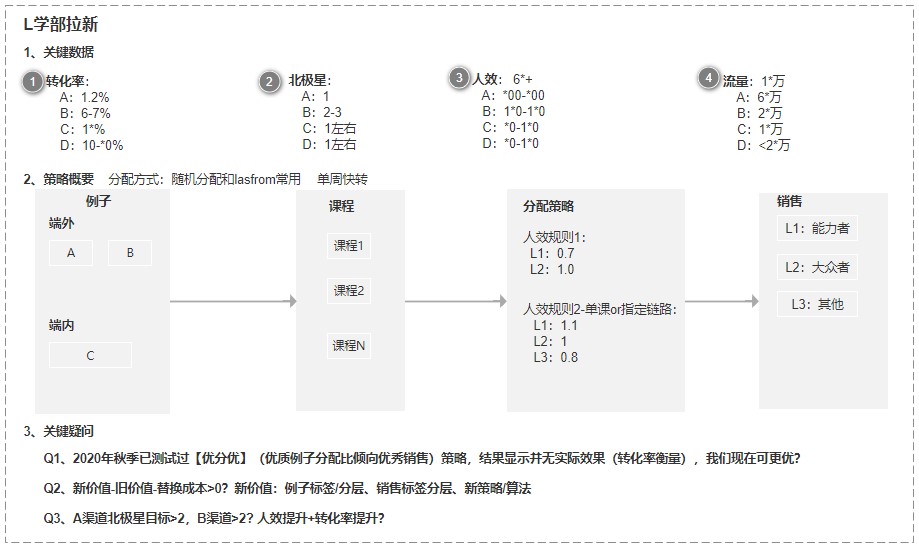 L学部拉新
1、关键数据
1 转化率：
A：1.2%
B：6-7%
C：1*%
D：10-*0%
2 北极星：
A：1
B：2-3
C：1左右
D：1左右
3 人效： 6*+
A：*00-*00
B：1*0-1*0
C：*0-1*0
D：*0-1*0
4 流量：1*万
A：6*万
B：2*万
C：1*万
D：<2*万
2、策略概要 分配方式：随机分配和lasfrom常用 单周快转
例子
端外
A B
端内
C
课程
课程1
课程2
课程N
分配策略
人效规则1：
L1：0.7
L2：1.0
人效规则2-单课or指定链路：
L1：1.1
L2：1
L3：0.8
销售
L1：能力者
L2：大众者
L3：其他
3、关键疑问
Q1、2020年秋季已测试过【优分优】（优质例子分配比倾向优秀销售）策略，结果显示并无实际效果（转化率衡量），我们现在可更优？
Q2、新价值-旧价值-替换成本>0？新价值：例子标签/分层、销售标签分层、新策略/算法
Q3、A渠道北极星目标>2，B渠道>2？人效提升+转化率提升？